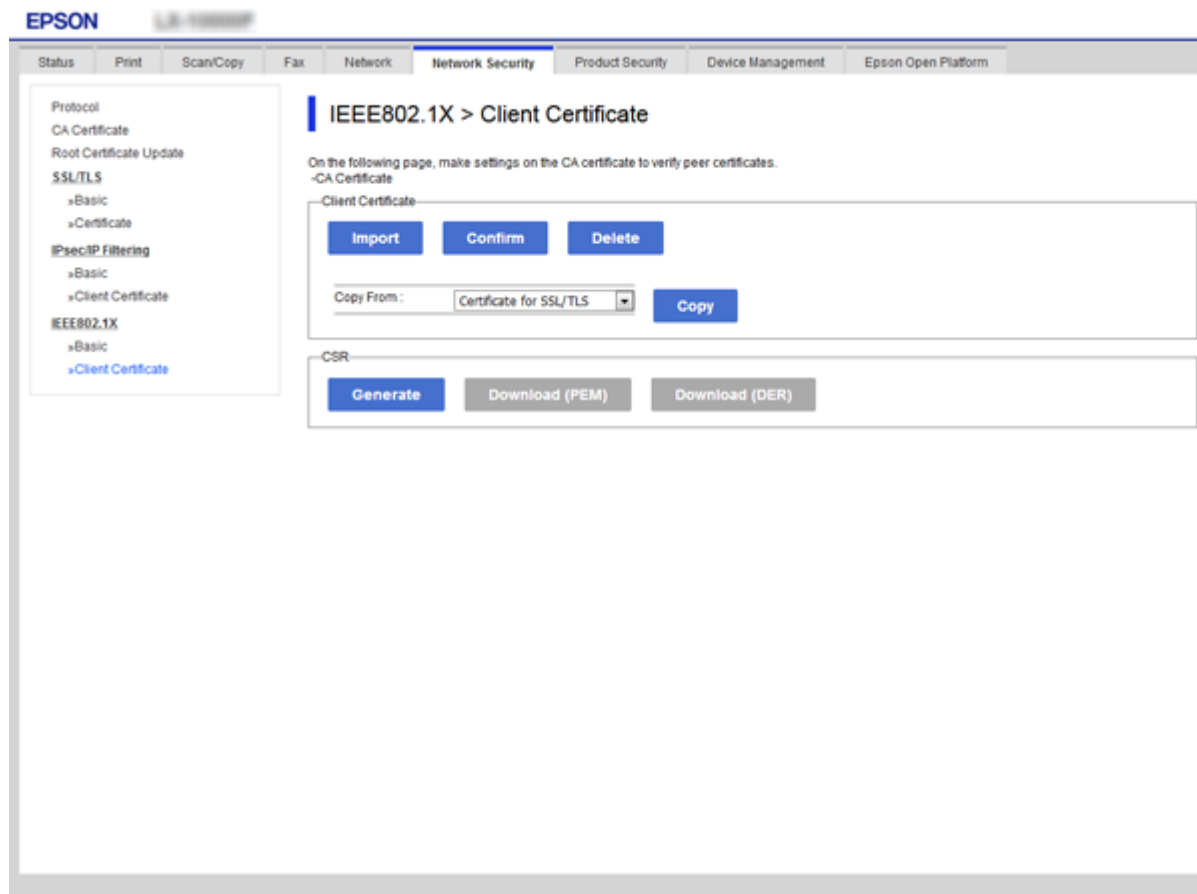 EPSON
Status Print Scan/Copy Fax Network Network Security Product Security Device Management Epson Open Platform
Protocol
CA Certificate
Root Certificate Update
SSL/TLS
»Basic
»Certificate
IPsec/IP Filtering
»Basic
»Client Certificate
IEEE802.1X
»Basic
»Client Certificate
IEEE802.1X > Client Certificate
On the following page, make settings on the CA certificate to verify peer certificates.
-CA Certificate
Client Certificate
Import Confirm Delete
Copy From : Certificate for SSL/TLS Copy
CSR
Generate Download (PEM) Download (DER)